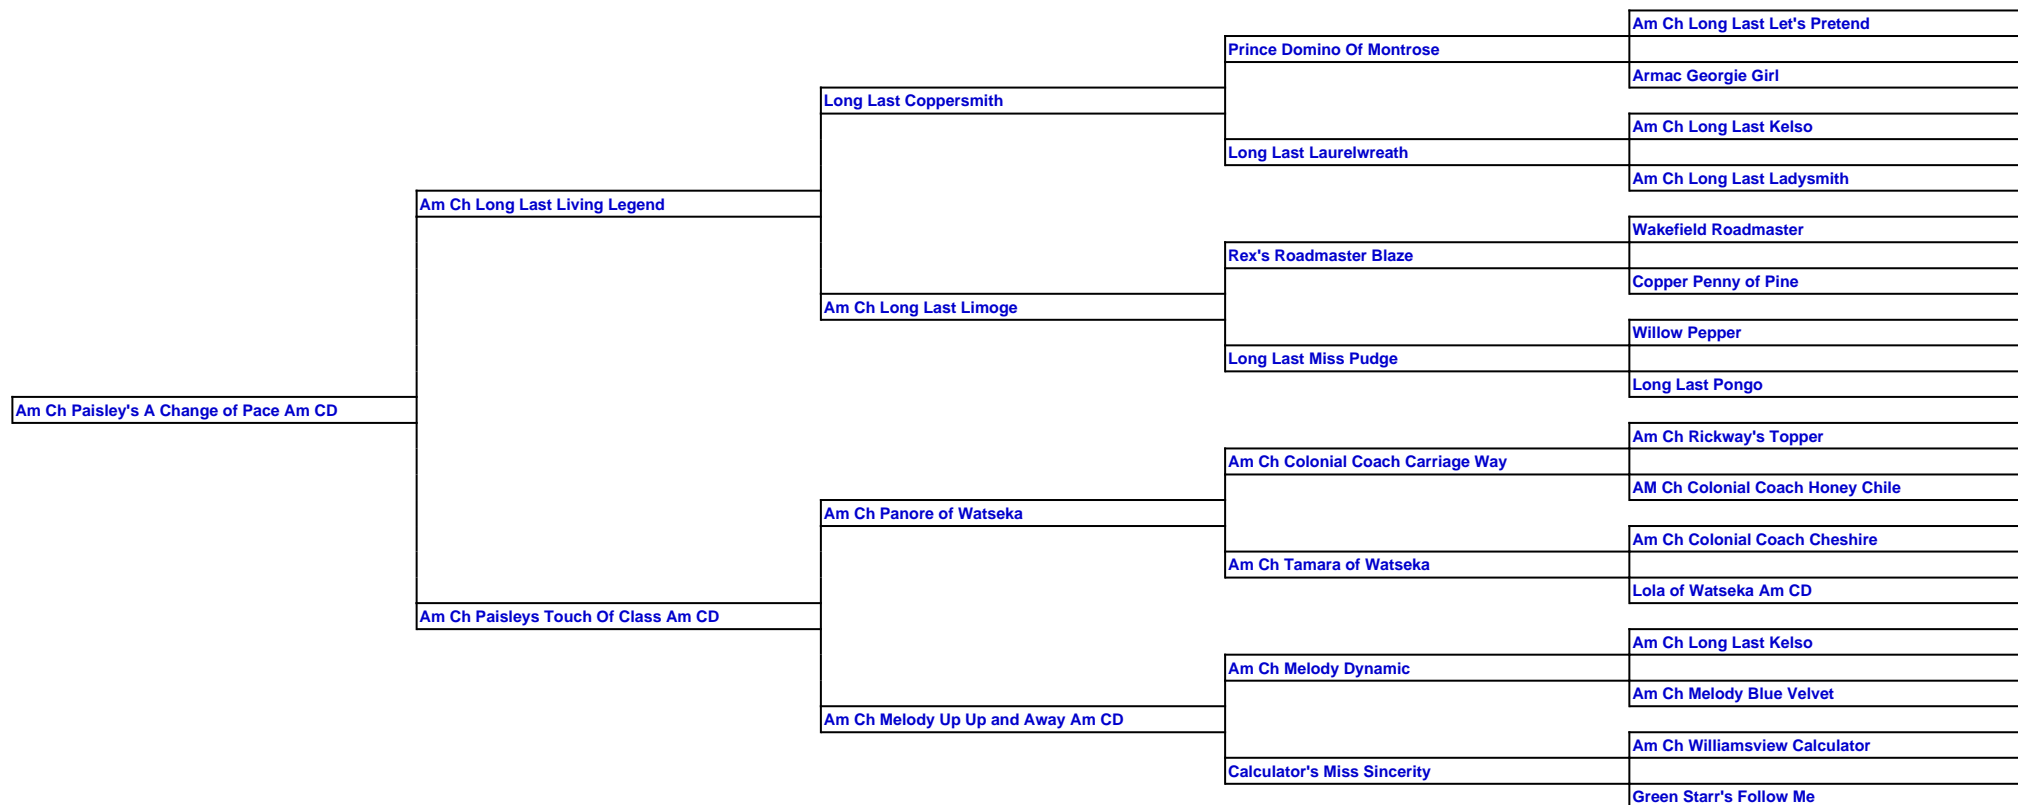 Am Ch Long Last Let's Pretend
Prince Domino Of Montrose
Armac Georgie Girl
Long Last Coppersmith
Am Ch Long Last Kelso
Long Last Laurelwreath
Am Ch Long Last Ladysmith
Am Ch Long Last Living Legend
Wakefield Roadmaster
Rex's Roadmaster Blaze
Copper Penny of Pine
Am Ch Long Last Limoge
Willow Pepper
Long Last Miss Pudge
Long Last Pongo
Am Ch Paisley's A Change of Pace Am CD
Am Ch Rickway's Topper
Am Ch Colonial Coach Carriage Way
AM Ch Colonial Coach Honey Chile
Am Ch Panore of Watseka
Am Ch Colonial Coach Cheshire
Am Ch Tamara of Watseka
Lola of Watseka Am CD
Am Ch Paisleys Touch Of Class Am CD
Am Ch Long Last Kelso
Am Ch Melody Dynamic
Am Ch Melody Blue Velvet
Am Ch Melody Up Up and Away Am CD
Am Ch Williamsview Calculator
Calculator's Miss Sincerity
Green Starr's Follow Me